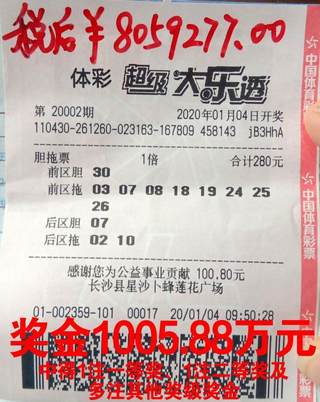 税后¥8059277.00
体彩 超级大乐透
第 20002期 2020年01月04日开奖
110430-261260-023163-167809 458143 jB3HhA
胆拖票 1倍 合计280元
前区胆 30
前区拖 03 07 08 18 19 24 25
26
后区胆 07
后区拖 02 10
感谢您为公益事业贡献 100.80元
长沙县星沙卜蜂莲花广场
01-002359-101 00017 20/01/04 09:50:28
奖金1005.88万元
中得1注一等奖、1注二等奖及
多注其他奖级奖金
中国体育彩票
中国体育彩票